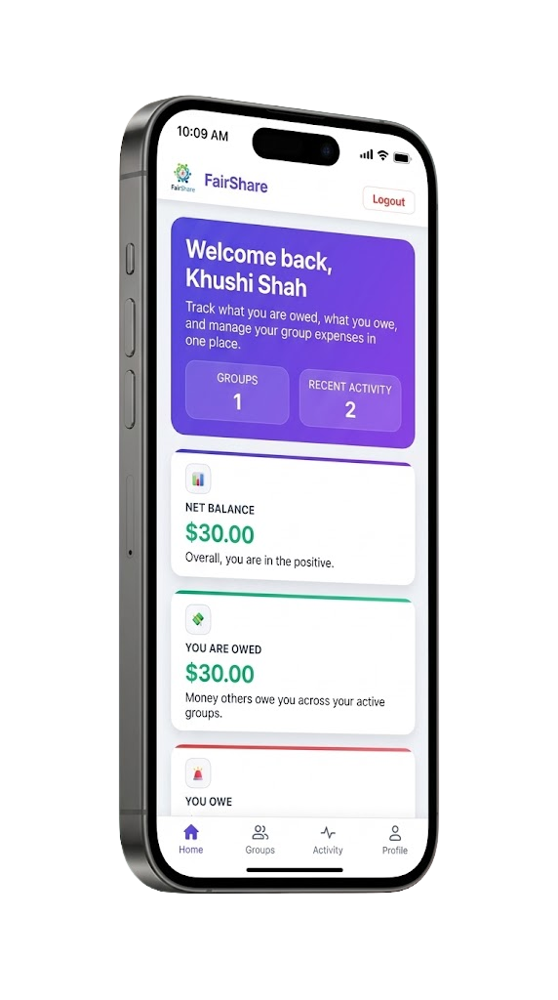 10:09 AM
FairShare
FairShare
Logout
Welcome back,
Khushi Shah
Track what you are owed, what you owe,
and manage your group expenses in
one place.
GROUPS
1
RECENT ACTIVITY
2
NET BALANCE
$30.00
Overall, you are in the positive.
YOU ARE OWED
$30.00
Money others owe you across your active
groups.
YOU OWE
Home
Groups
Activity
Profile